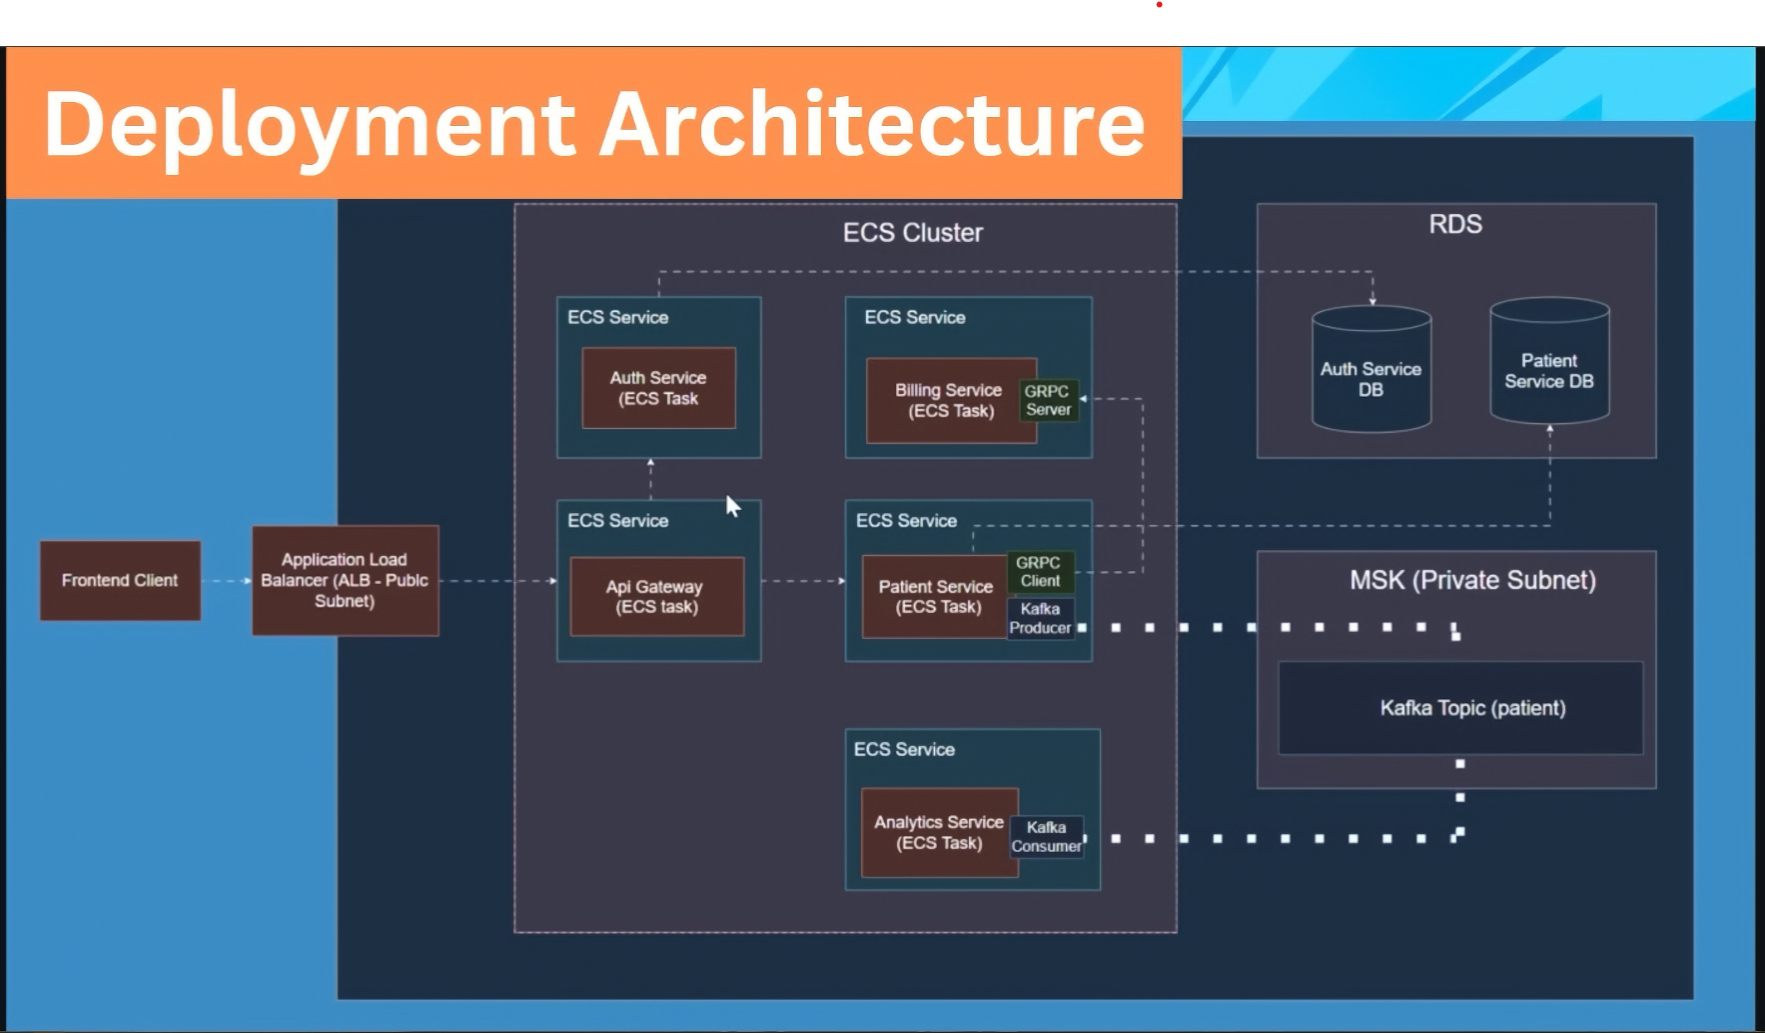 Deployment Architecture
ECS Cluster
RDS
ECS Service
Auth Service
(ECS Task
ECS Service
Billing Service
(ECS Task)
GRPC
Server
Auth Service
DB
Patient
Service DB
Frontend Client
Application Load
Balancer (ALB - Publc
Subnet)
ECS Service
Api Gateway
(ECS task)
ECS Service
Patient Service
(ECS Task)
GRPC
Client
Kafka
Producer
MSK (Private Subnet)
Kafka Topic (patient)
ECS Service
Analytics Service
(ECS Task)
Kafka
Consumer